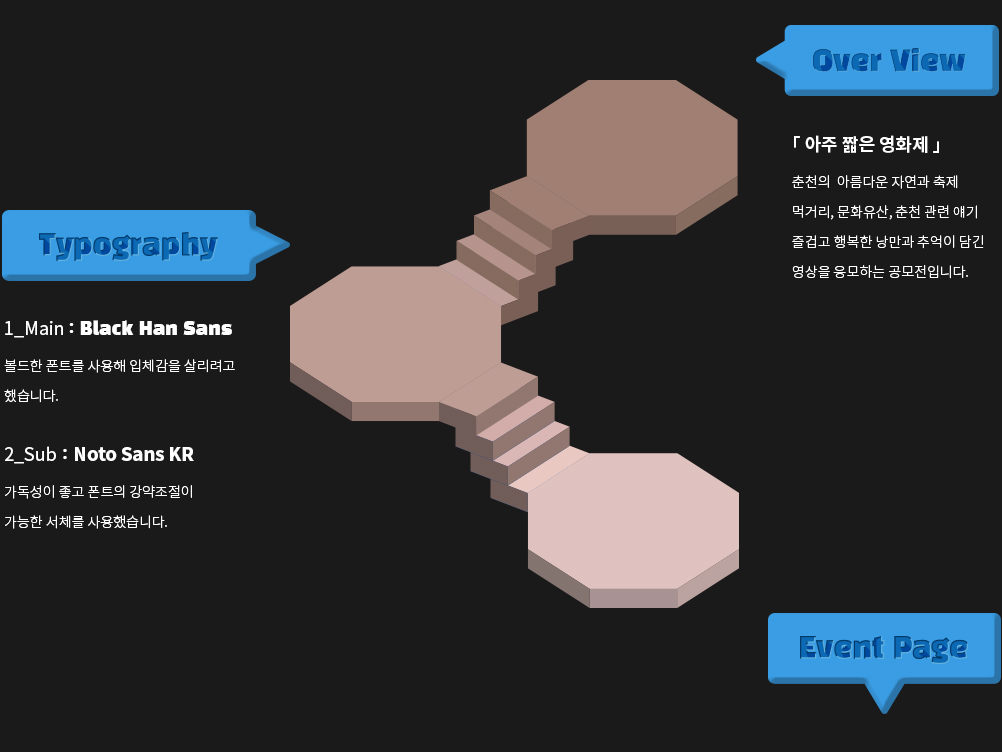 Over View
「 아주 짧은 영화제 」
춘천의 아름다운 자연과 축제
먹거리, 문화유산, 춘천 관련 얘기
즐겁고 행복한 낭만과 추억이 담긴
영상을 응모하는 공모전입니다.
Typography
1_Main : Black Han Sans
볼드한 폰트를 사용해 입체감을 살리려고
했습니다.
2_Sub : Noto Sans KR
가독성이 좋고 폰트의 강약조절이
가능한 서체를 사용했습니다.
Event Page